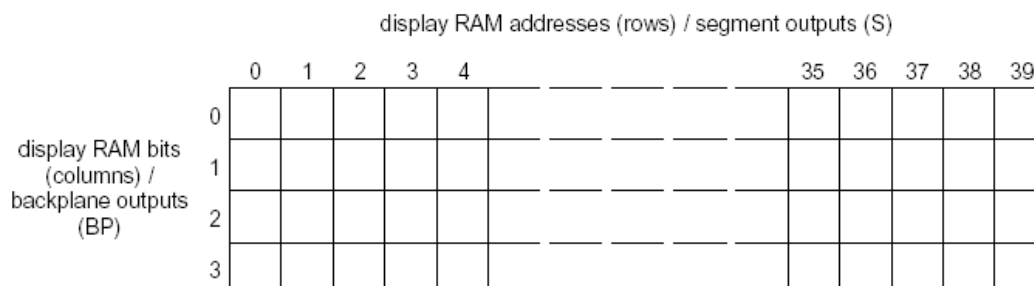 display RAM addresses (rows) / segment outputs (S)
0 1 2 3 4 35 36 37 38 39
0
display RAM bits
1
(columns) /
backplane outputs
2
(BP)
3